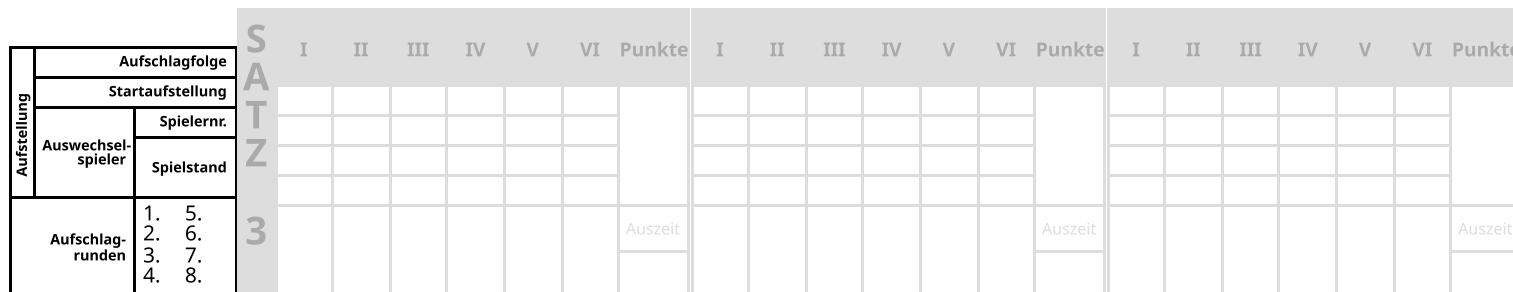 S
A
T
Z
3
I II III IV V VI Punkte I II III IV V VI Punkte I II III IV V VI Punkte
Aufstellung
Aufschlagfolge
Startaufstellung
Auswechsel-
spieler
Spielernr.
Spielstand
Aufschlag-
runden
1. 5.
2. 6.
3. 7.
4. 8.
Auszeit Auszeit Auszeit